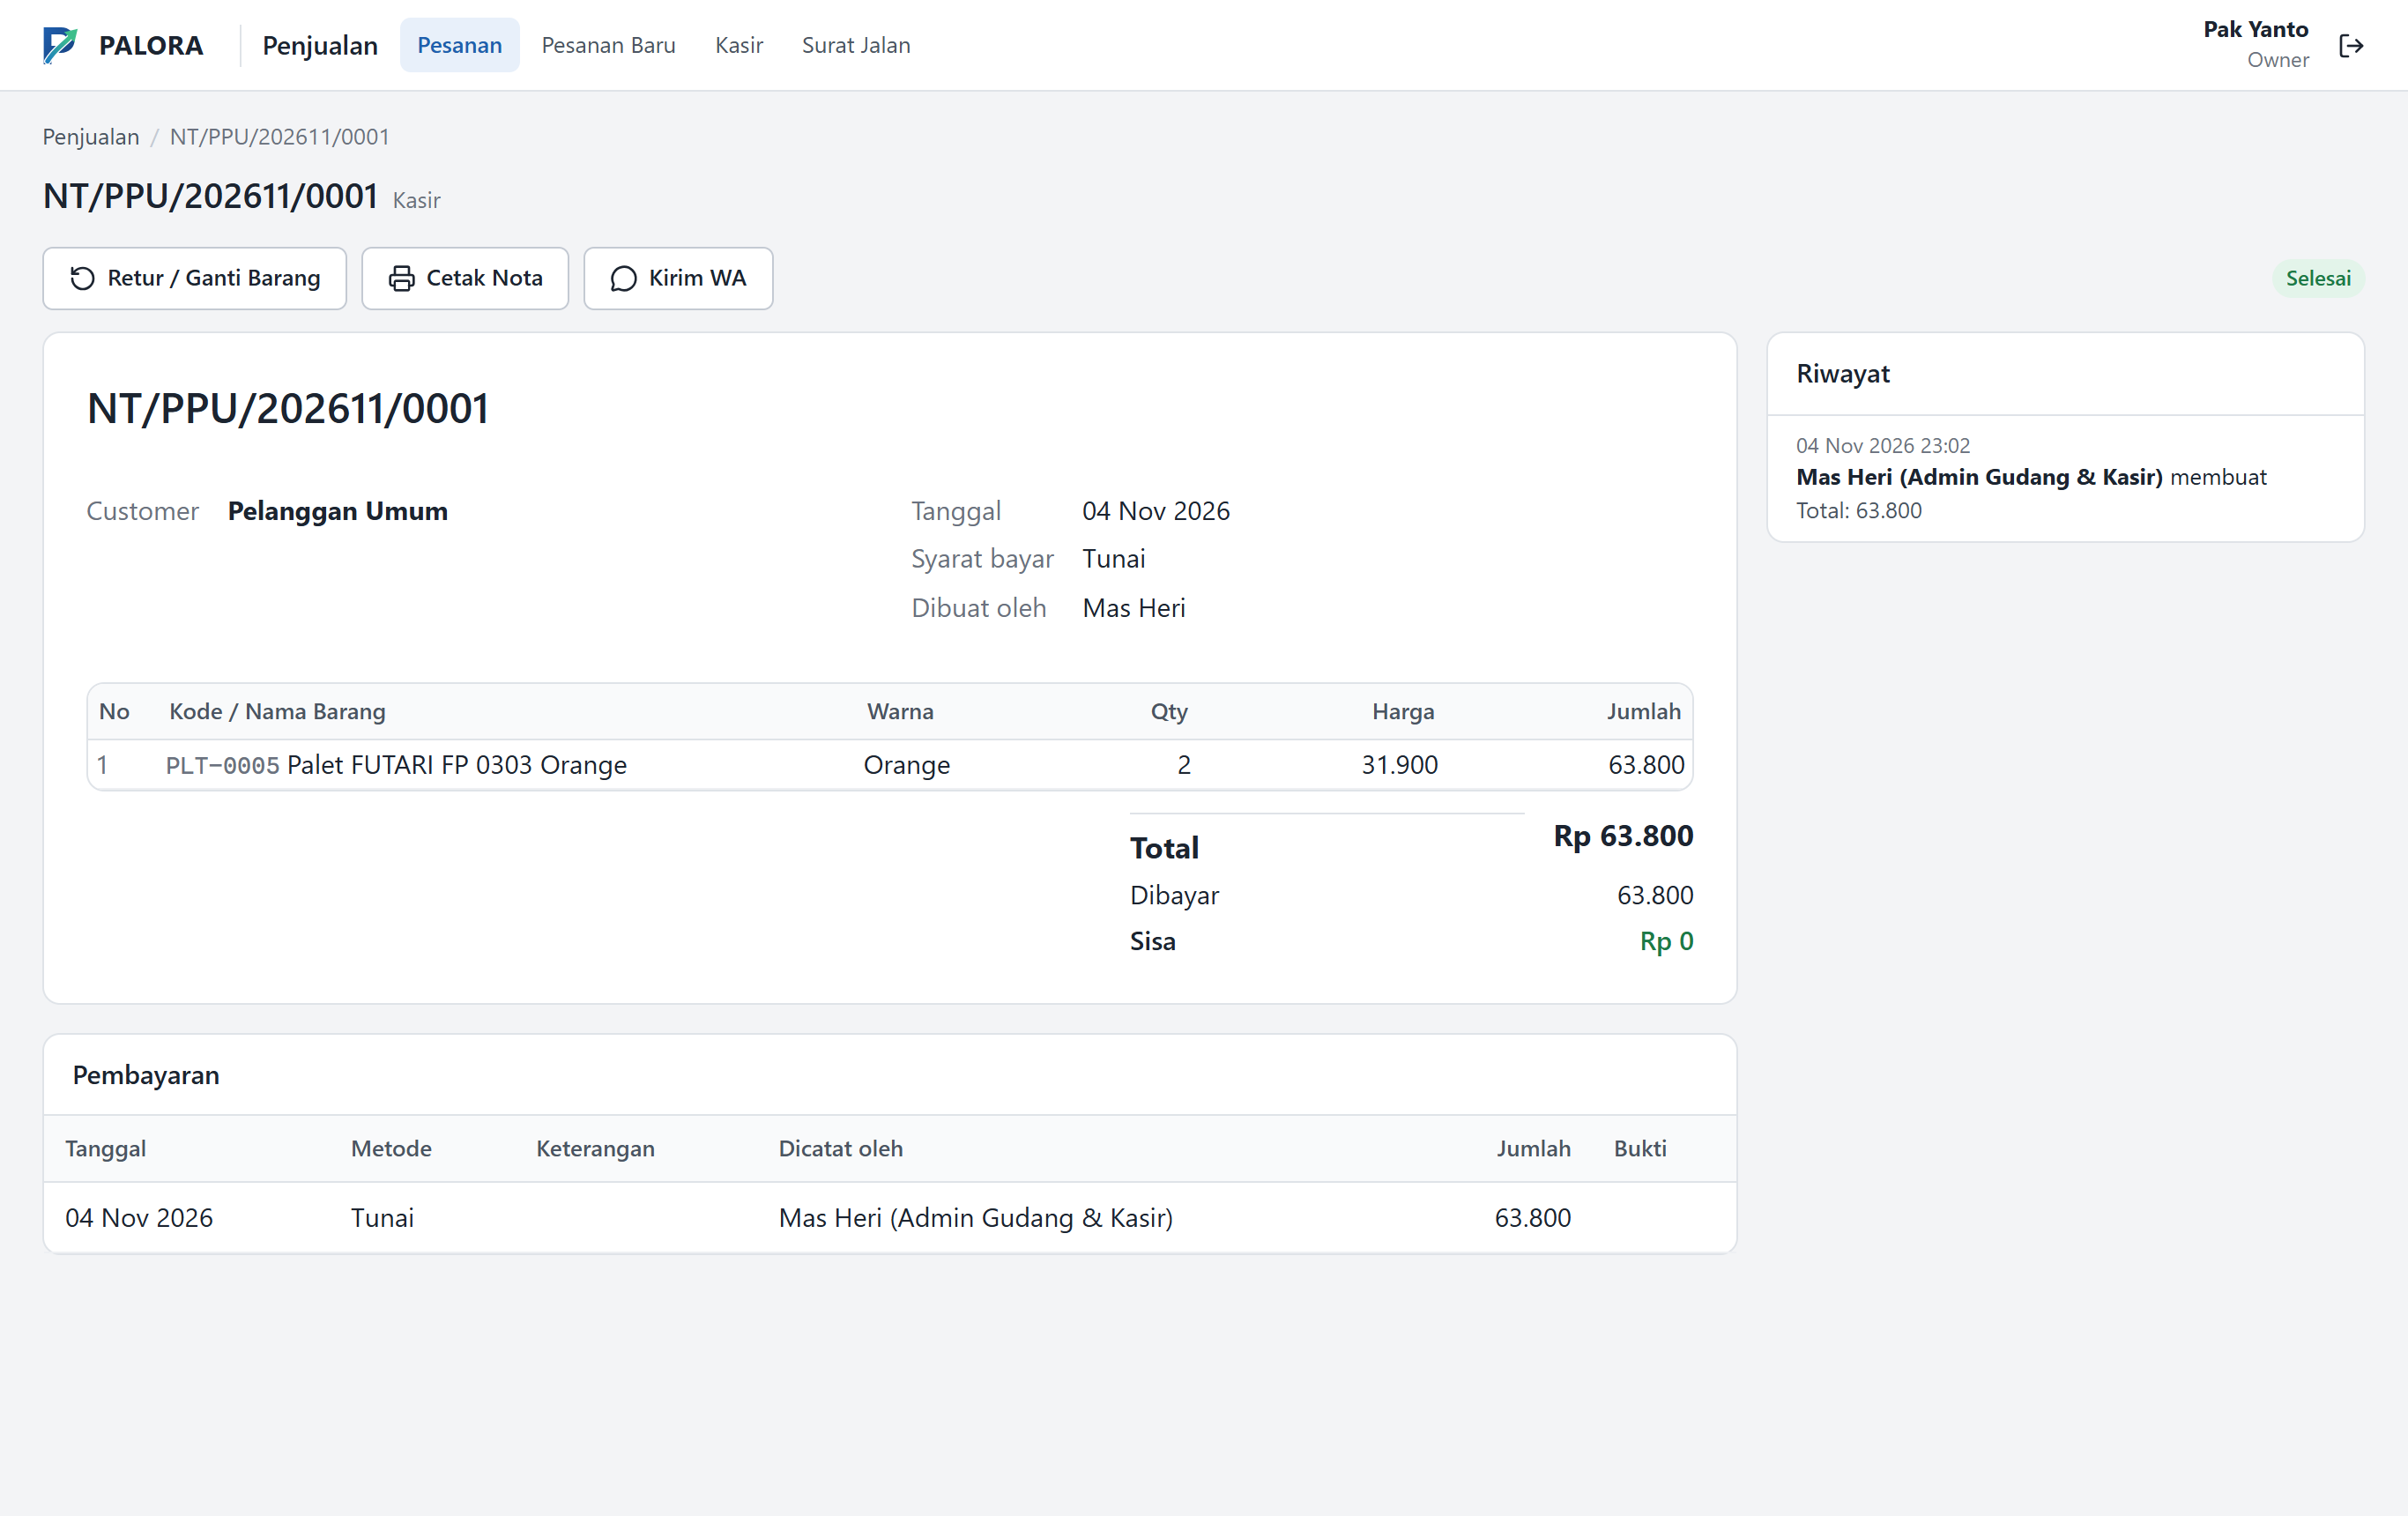 PALORA Penjualan Pesanan Pesanan Baru Kasir Surat Jalan
Pak Yanto
Owner
Penjualan / NT/PPU/202611/0001
NT/PPU/202611/0001 Kasir
Retur / Ganti Barang Cetak Nota Kirim WA Selesai
NT/PPU/202611/0001
Customer Pelanggan Umum
Tanggal 04 Nov 2026
Syarat bayar Tunai
Dibuat oleh Mas Heri
No Kode / Nama Barang Warna Qty Harga Jumlah
1 PLT-0005 Palet FUTARI FP 0303 Orange Orange 2 31.900 63.800
Total Rp 63.800
Dibayar 63.800
Sisa Rp 0
Riwayat
04 Nov 2026 23:02
Mas Heri (Admin Gudang & Kasir) membuat
Total: 63.800
Pembayaran
Tanggal Metode Keterangan Dicatat oleh Jumlah Bukti
04 Nov 2026 Tunai Mas Heri (Admin Gudang & Kasir) 63.800